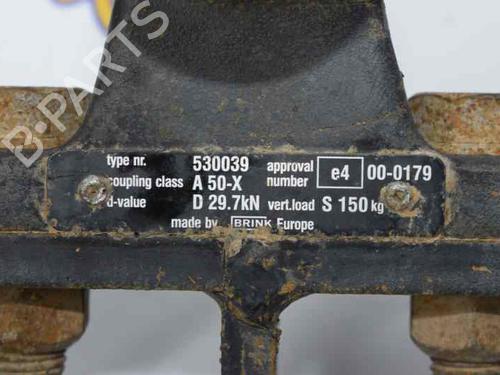 B-PARTS
type nr. 530039 approval number e4 00-0179
coupling class A 50-X
d-value D 29.7kN vert.load S 150 kg
made by BRINK Europe